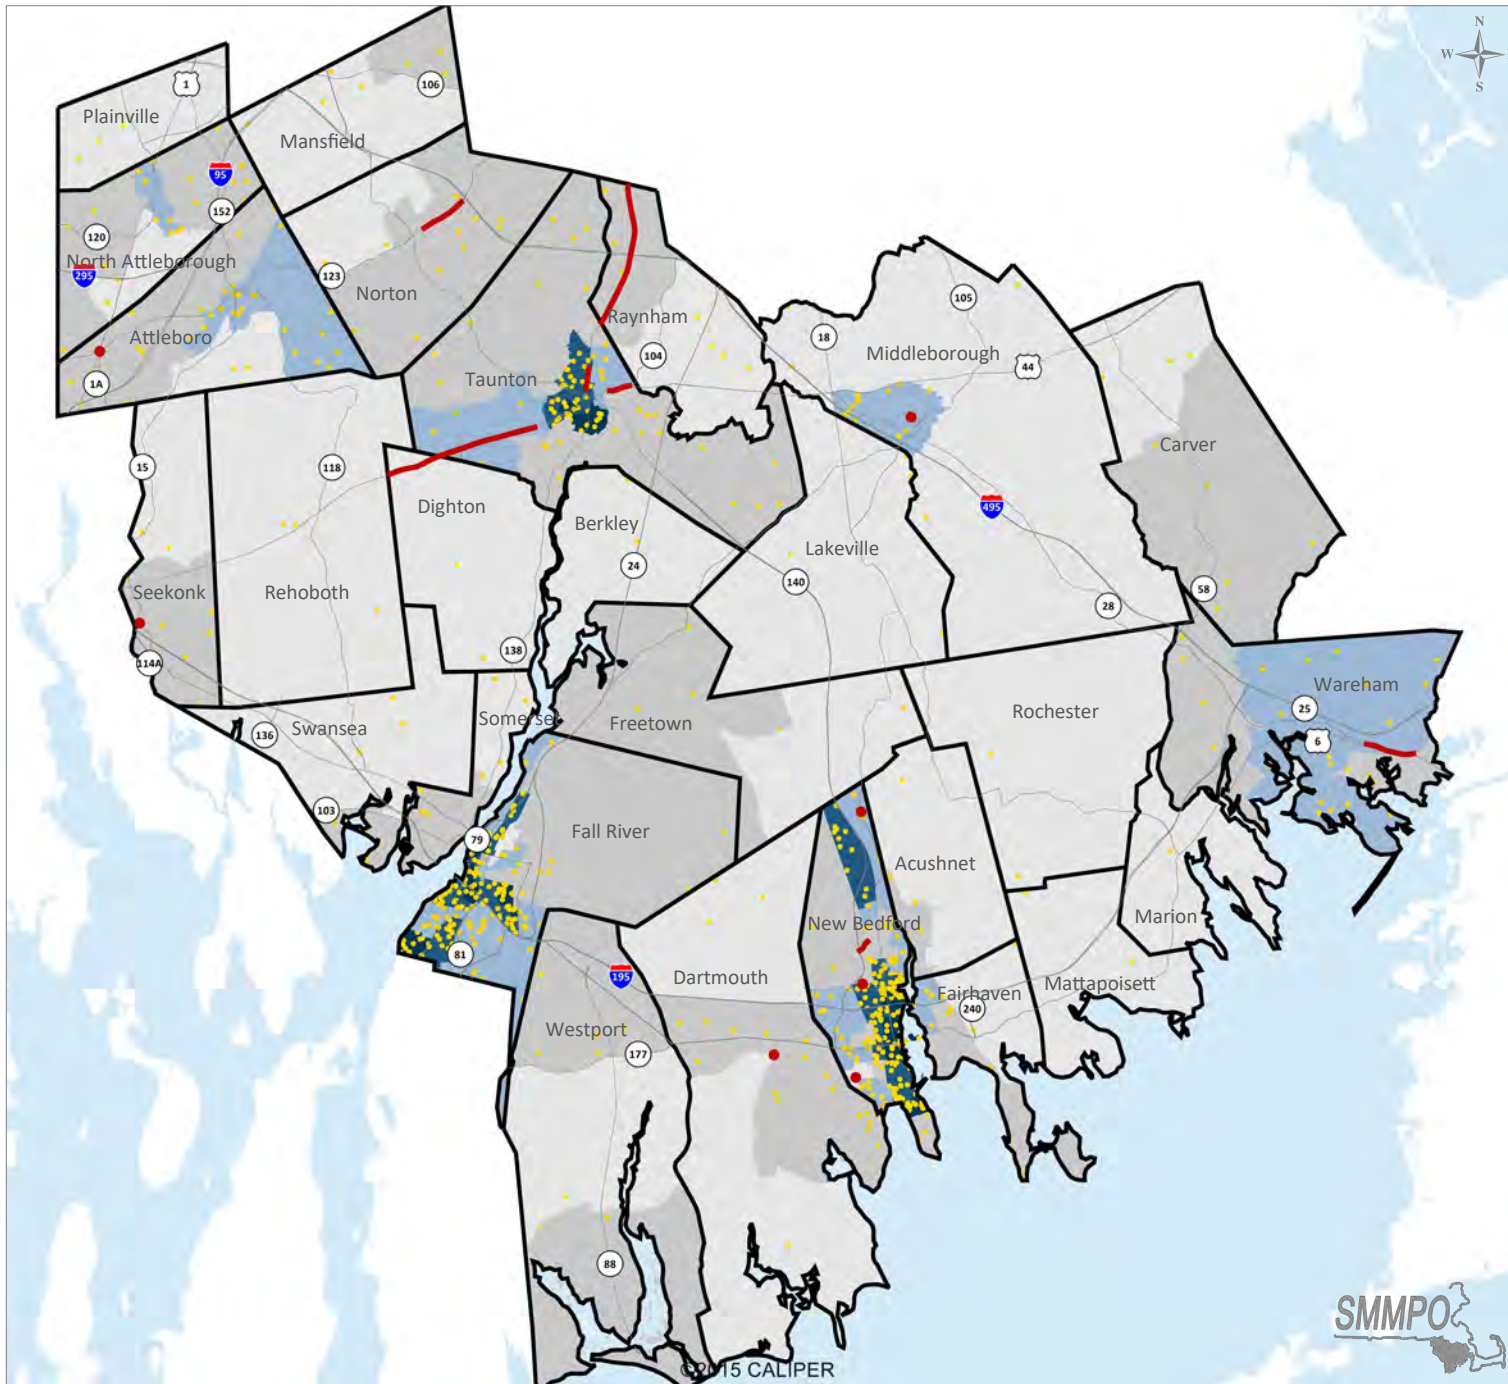 N
W
S
1
Plainville
106
Mansfield
95
152
120
North Attleborough
295
123
Norton
Attleboro
1A
Raynham
104
Taunton
18
105
Middleborough
44
Carver
15
118
Dighton
495
Berkley
24
Lakeville
140
Seekonk
Rehoboth
58
28
138
114A
Wareham
25
6
Rochester
Somerset
Freetown
Swansea
136
103
79
Fall River
Acushnet
New Bedford
Marion
81
195
Dartmouth
Fairhaven
240
Mattapoisett
Westport
177
88
SMMPO
©2015 CALIPER